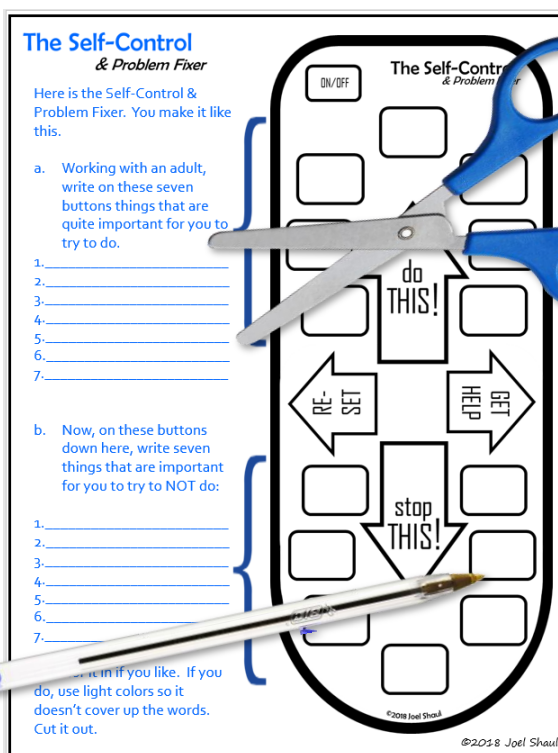 The Self-Control
& Problem Fixer
Here is the Self-Control &
Problem Fixer. You make it like
this.
a. Working with an adult,
write on these seven
buttons things that are
quite important for you to
try to do.
1.
2.
3.
4.
5.
6.
7.
b. Now, on these buttons
down here, write seven
things that are important
for you to try to NOT do:
1.
2.
3.
4.
5.
6.
7.
it in if you like. If you
do, use light colors so it
doesn't cover up the words.
Cut it out.
ON/OFF
The Self-Contr
& Problem
do
THIS!
RE-
SET
GET
HELP
stop
THIS!
BIC
©2018 Joel Shaul
©2018 Joel Shaul